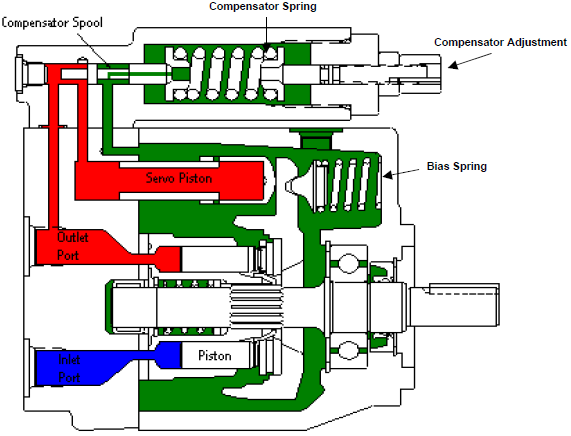 Compensator Spring
Compensator Spool
Compensator Adjustment
Bias Spring
Servo Piston
Outlet
Port
Piston
Inlet
Port